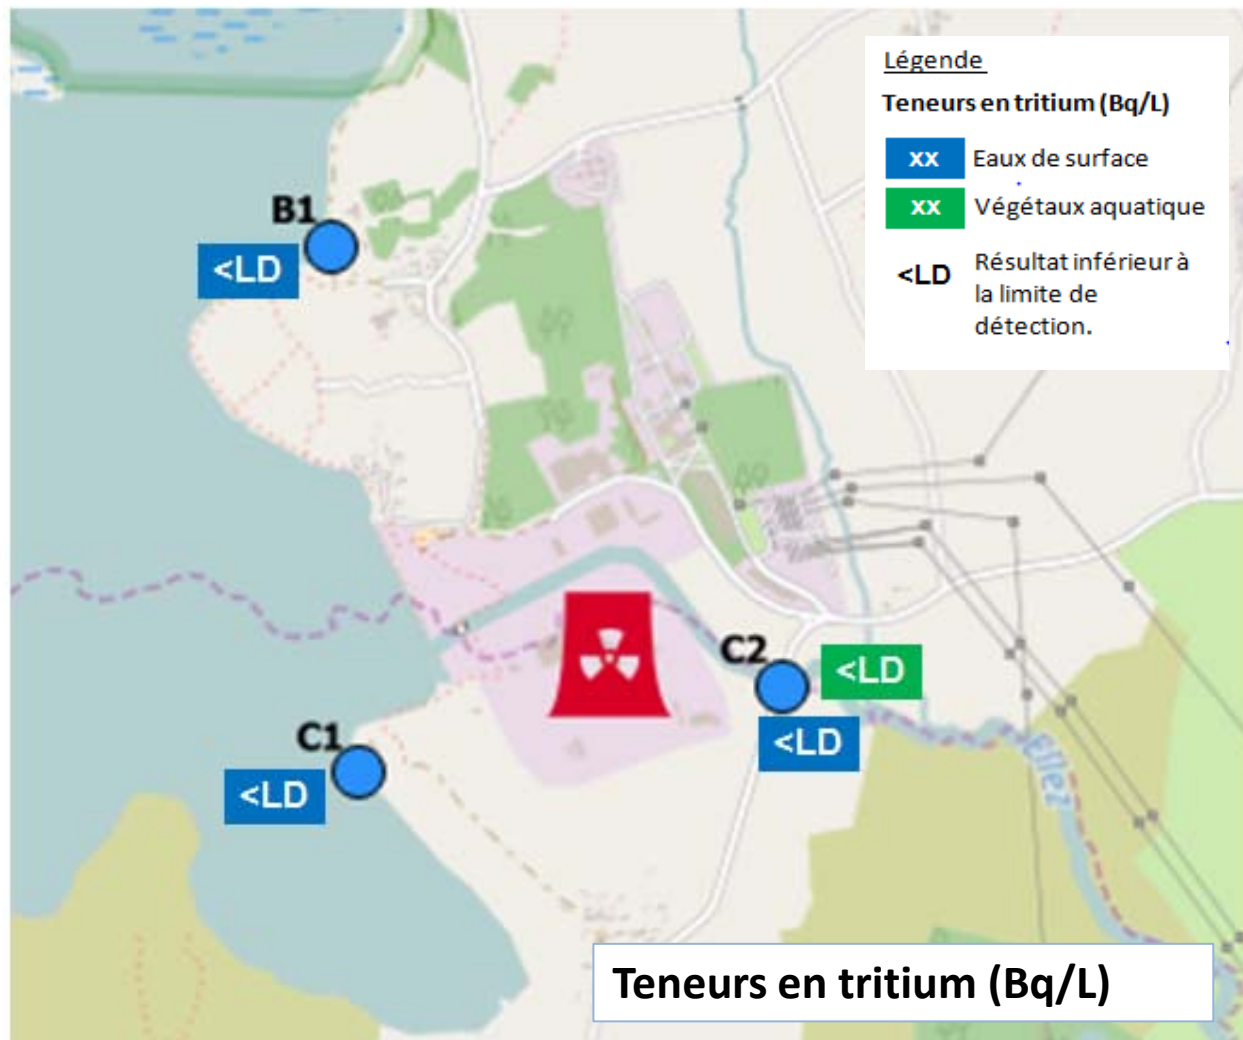 Légende
Teneurs en tritium (Bq/L)
xx Eaux de surface
xx Végétaux aquatique
<LD Résultat inférieur à
la limite de
détection.
B1
<LD
C2
<LD
<LD
C1
<LD
Ellez
Teneurs en tritium (Bq/L)